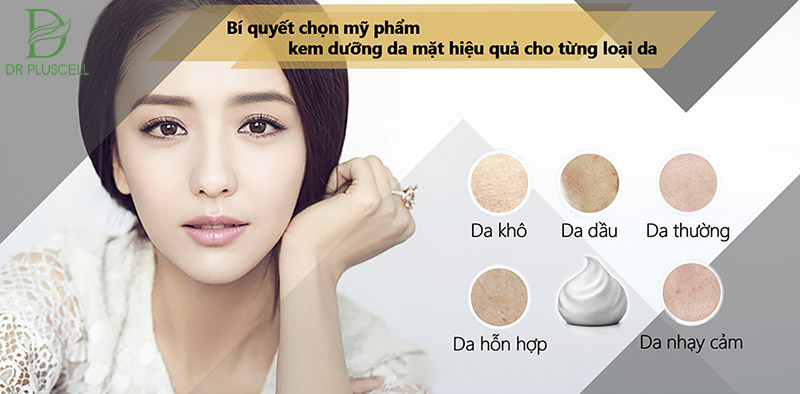 DR PLUSCELL
Bí quyết chọn mỹ phẩm
kem dưỡng da mặt hiệu quả cho từng loại da
Da khô
Da dầu
Da thường
Da hỗn hợp
Da nhạy cảm